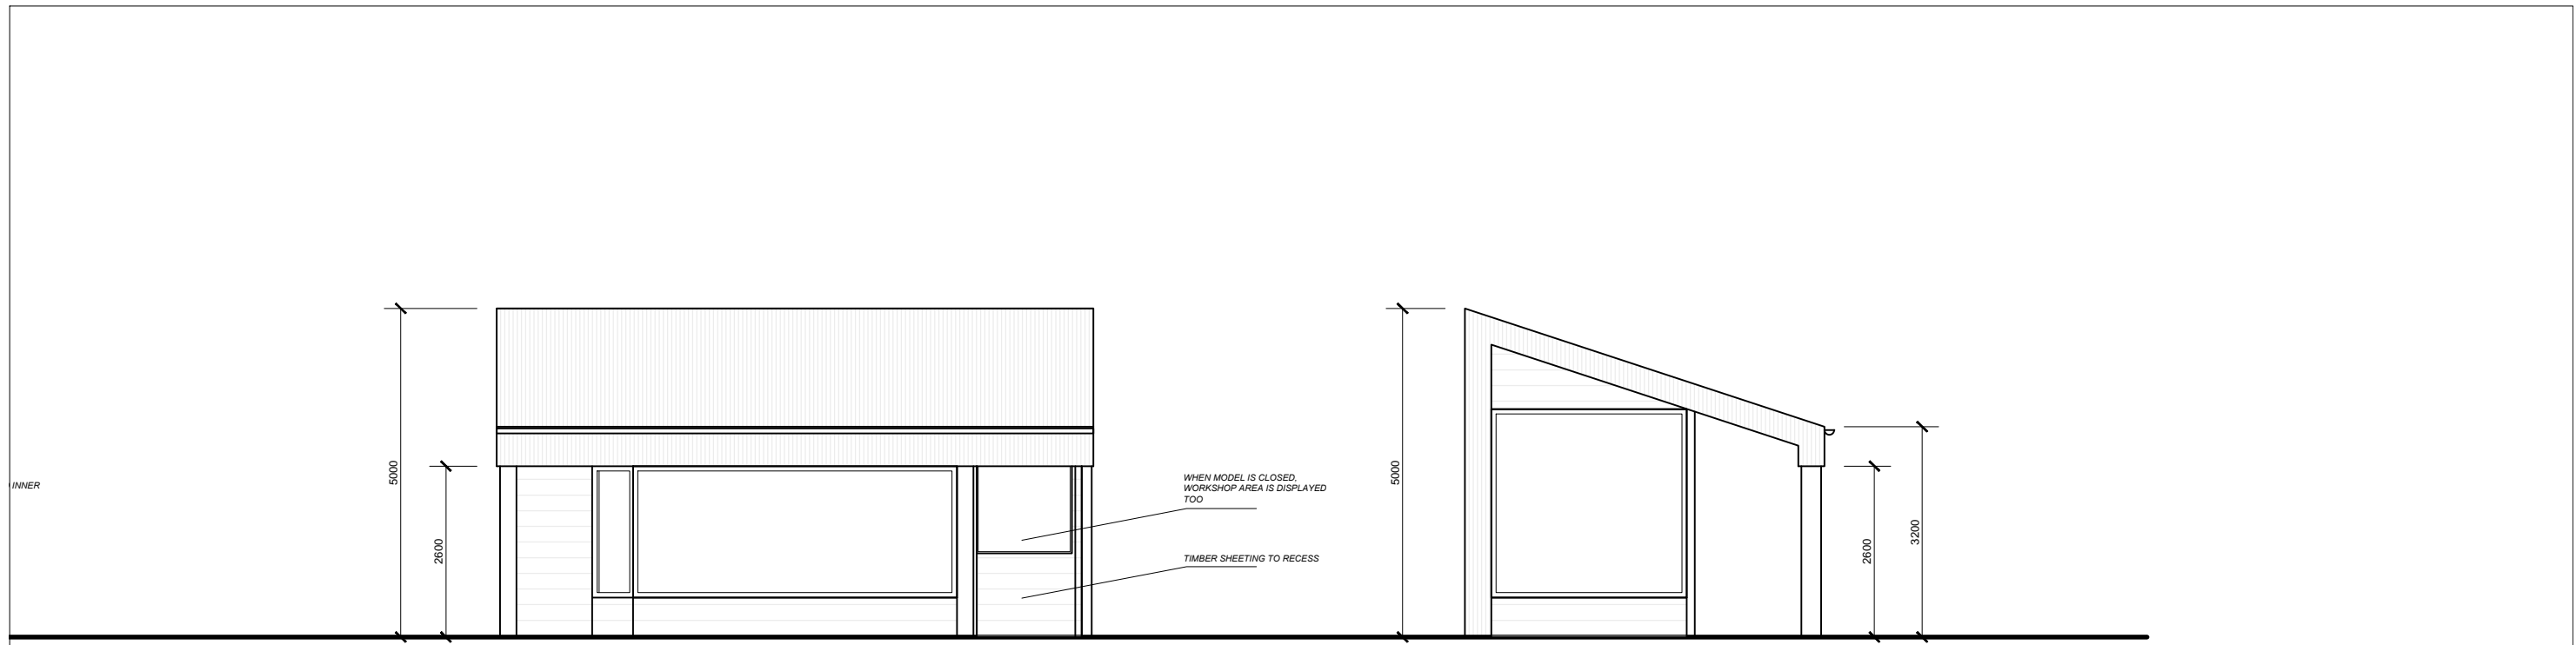 INNER
5000
2600
WHEN MODEL IS CLOSED,
WORKSHOP AREA IS DISPLAYED
TOO
TIMBER SHEETING TO RECESS
5000
2600
3200